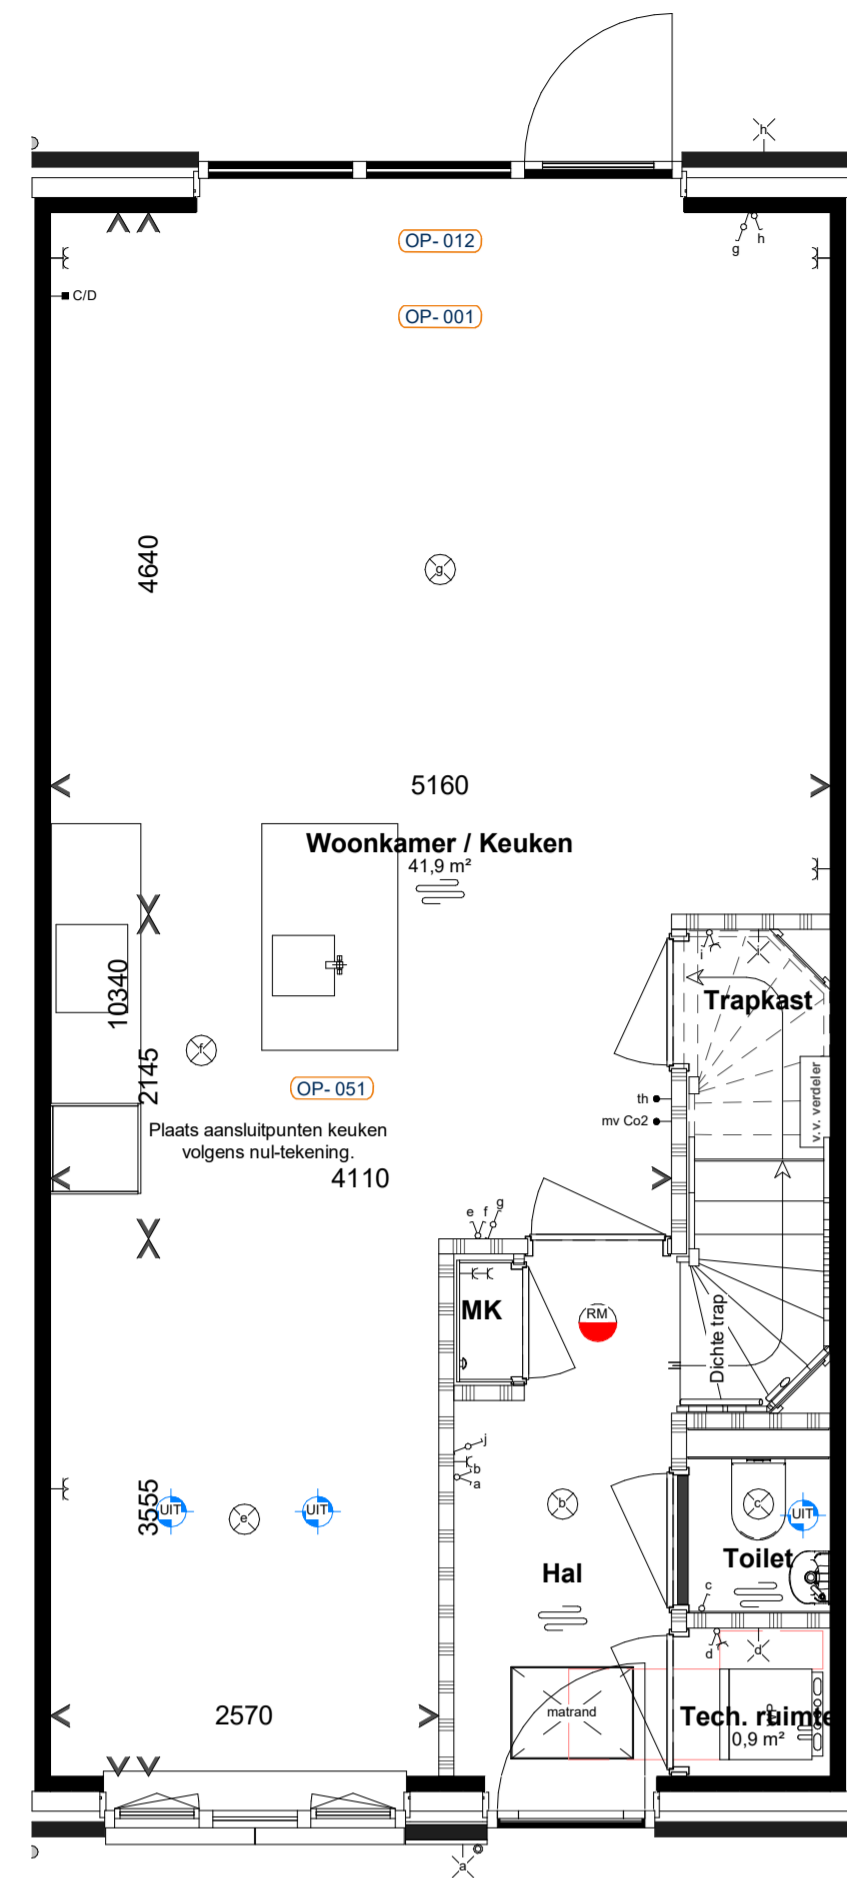 h
OP- 012
g
h
C/D
OP- 001
4640
g
5160
Woonkamer / Keuken
41,9 m²
i
i
10340
Trapkast
f
2145
OP- 051
v.v. verdeler
th
mv Co2
Plaats aansluitpunten keuken
volgens nul-tekening.
4110
e
f
g
MK
RM
Dichte trap
j
b
a
3555
UIT
e
UIT
b
c
UIT
Toilet
Hal
c
d
d
2570
matrand
Tech. ruimte
WP
0,9 m²
a